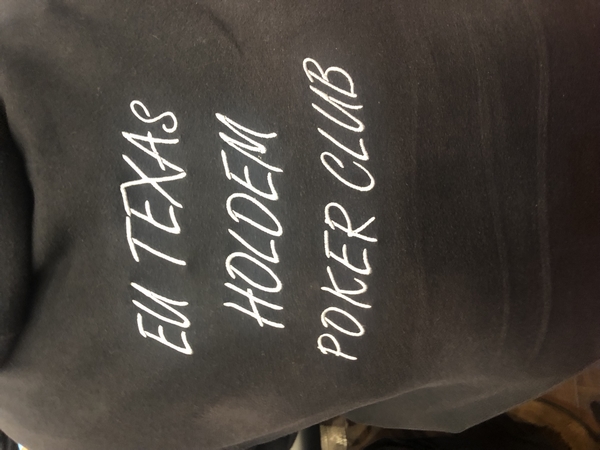 EU TEXAS
HOLDEM
POKER CLUB